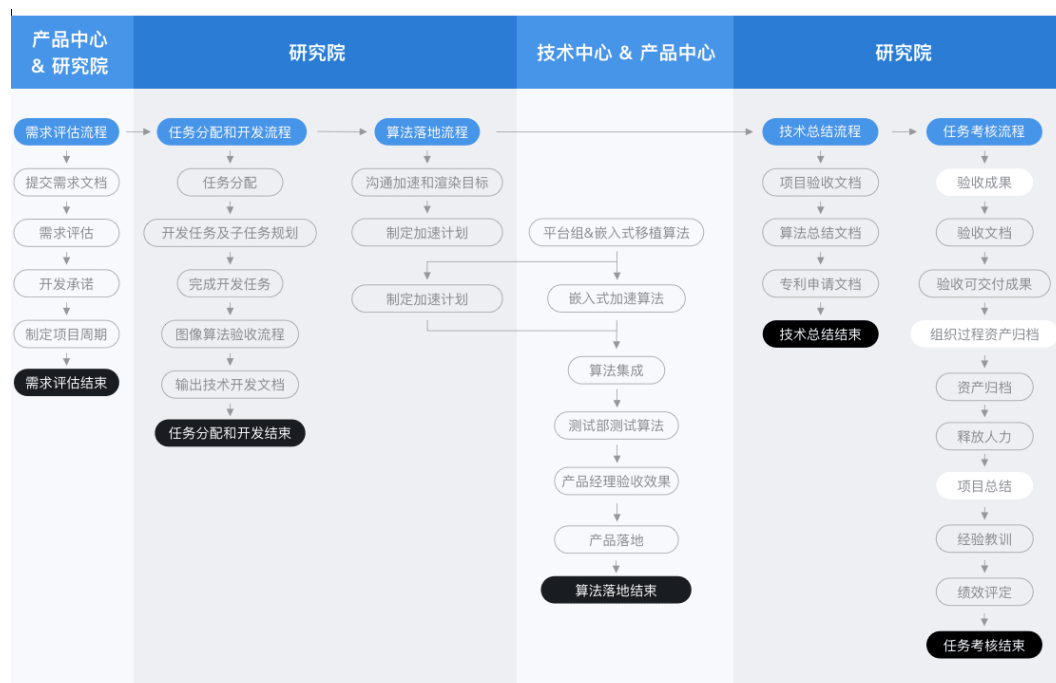 产品中心
& 研究院
研究院
技术中心 & 产品中心
研究院
需求评估流程
提交需求文档
需求评估
开发承诺
制定项目周期
需求评估结束
任务分配和开发流程
任务分配
开发任务及子任务规划
完成开发任务
图像算法验收流程
输出技术开发文档
任务分配和开发结束
算法落地流程
沟通加速和渲染目标
制定加速计划
制定加速计划
平台组&嵌入式移植算法
嵌入式加速算法
算法集成
测试部测试算法
产品经理验收效果
产品落地
算法落地结束
技术总结流程
项目验收文档
算法总结文档
专利申请文档
技术总结结束
任务考核流程
验收成果
验收文档
验收可交付成果
组织过程资产归档
资产归档
释放人力
项目总结
经验教训
绩效评定
任务考核结束